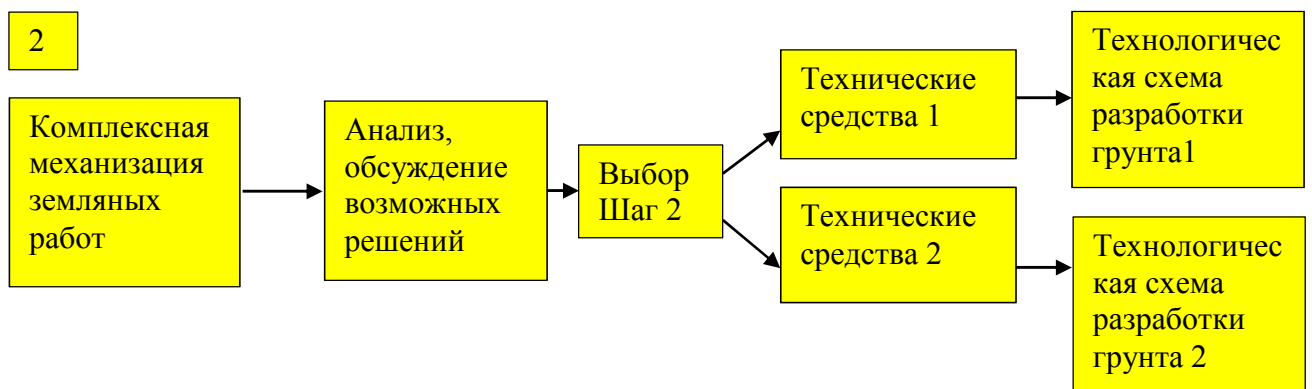 2
Комплексная
механизация
земляных
работ
Анализ,
обсуждение
возможных
решений
Выбор
Шаг 2
Технические
средства 1
Технологичес
кая схема
разработки
грунта1
Технические
средства 2
Технологичес
кая схема
разработки
грунта 2